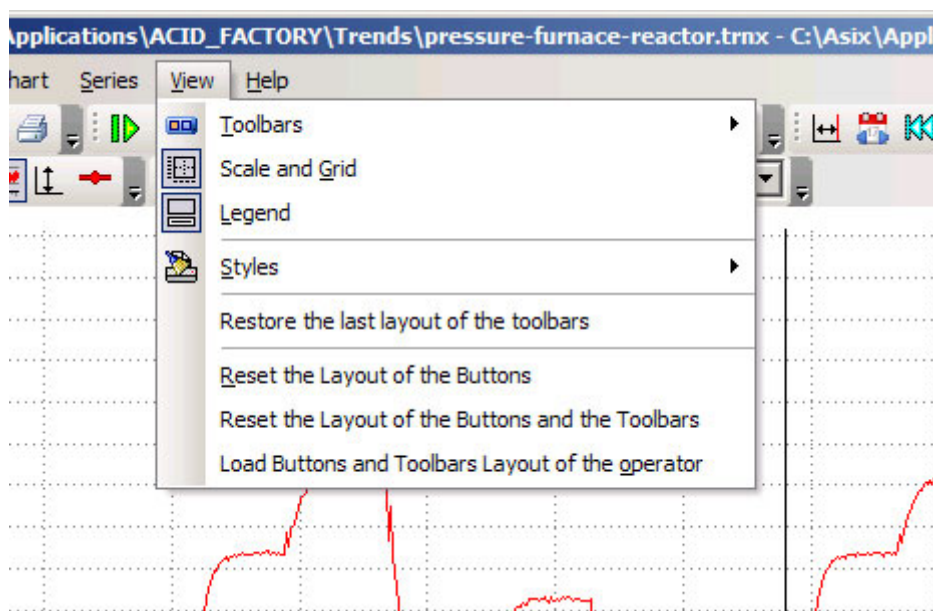 Applications\ACID_FACTORY\Trends\pressure-furnace-reactor.trnx - C:\Asix\Appl
hart Series View Help
Toolbars
Scale and Grid
Legend
Styles
Restore the last layout of the toolbars
Reset the Layout of the Buttons
Reset the Layout of the Buttons and the Toolbars
Load Buttons and Toolbars Layout of the operator